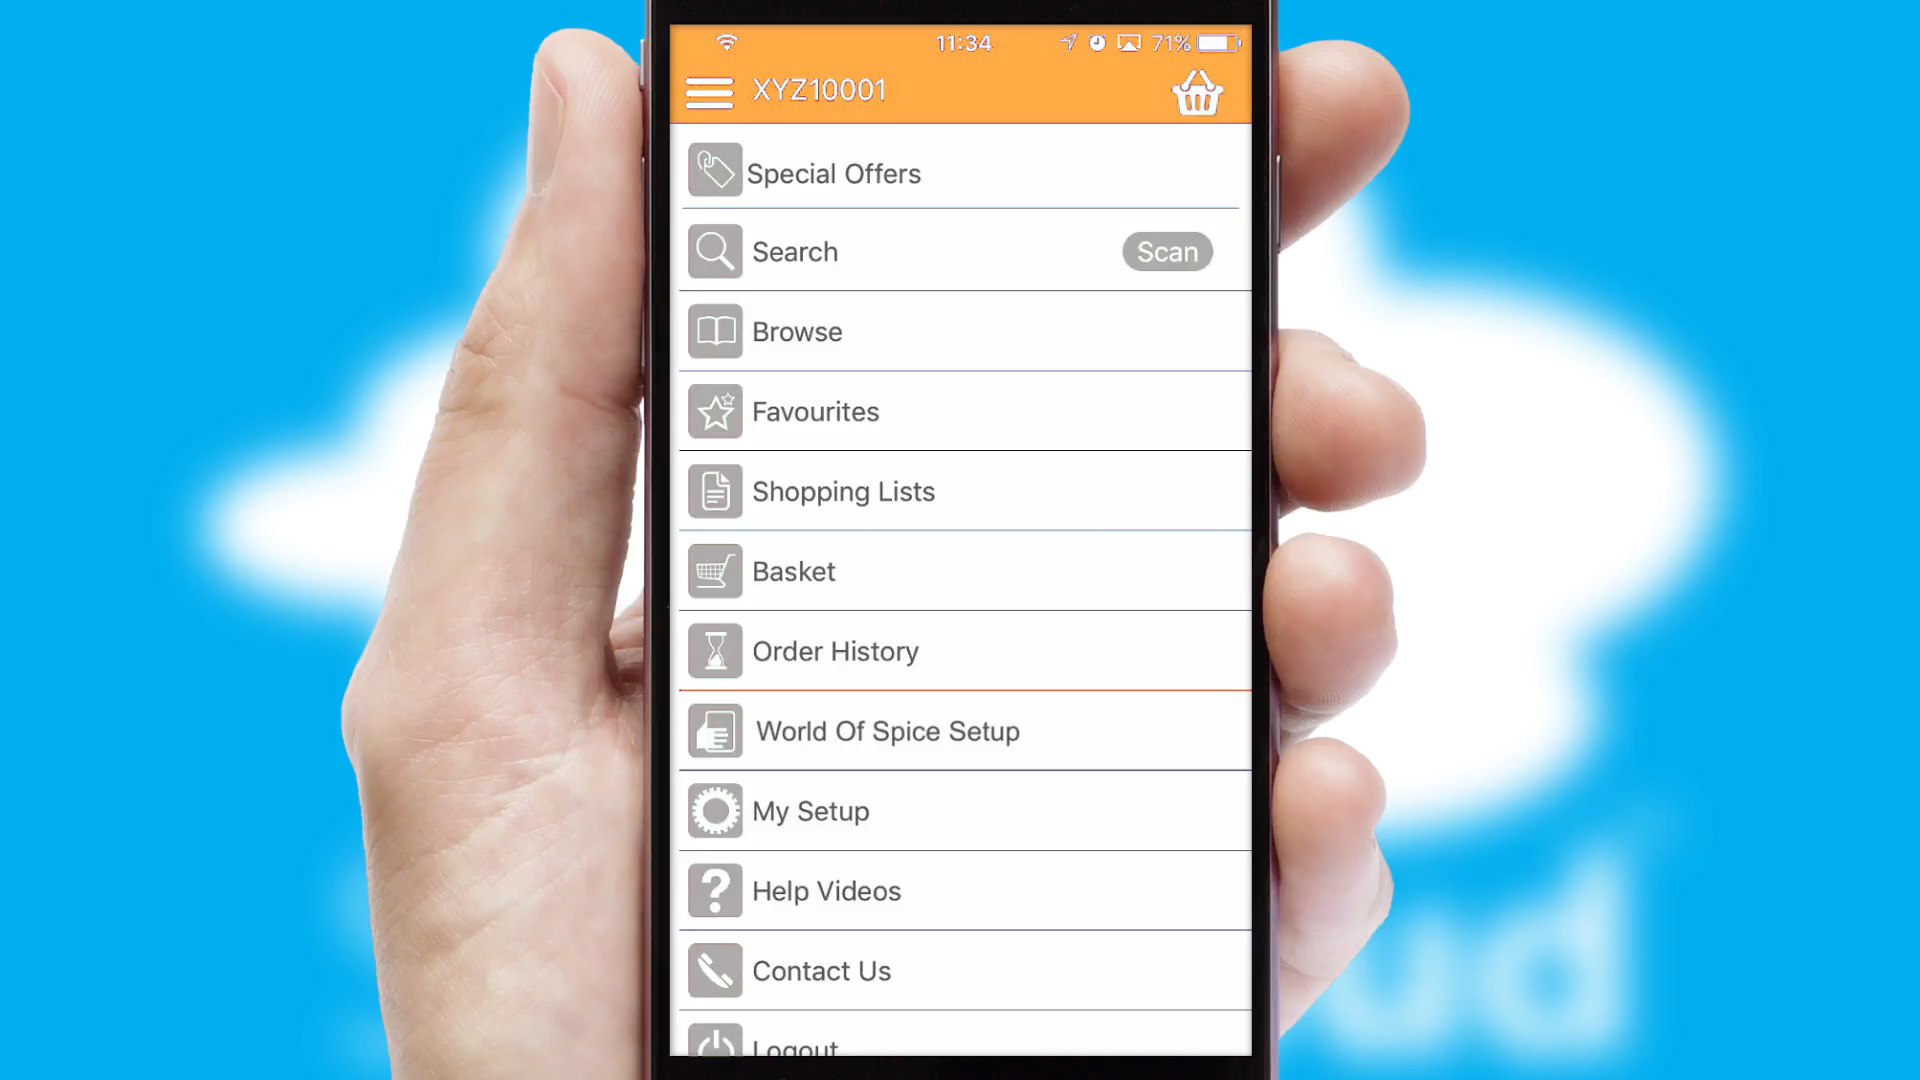 11:34 71%
XYZ10001
Special Offers
Search Scan
Browse
Favourites
Shopping Lists
Basket
Order History
World Of Spice Setup
My Setup
Help Videos
Contact Us
Logout